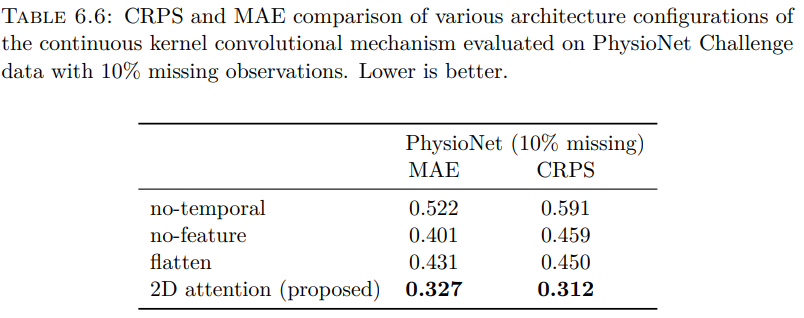 TABLE 6.6: CRPS and MAE comparison of various architecture configurations of
the continuous kernel convolutional mechanism evaluated on PhysioNet Challenge
data with 10% missing observations. Lower is better.
PhysioNet (10% missing)
MAE CRPS
no-temporal 0.522 0.591
no-feature 0.401 0.459
flatten 0.431 0.450
2D attention (proposed) 0.327 0.312